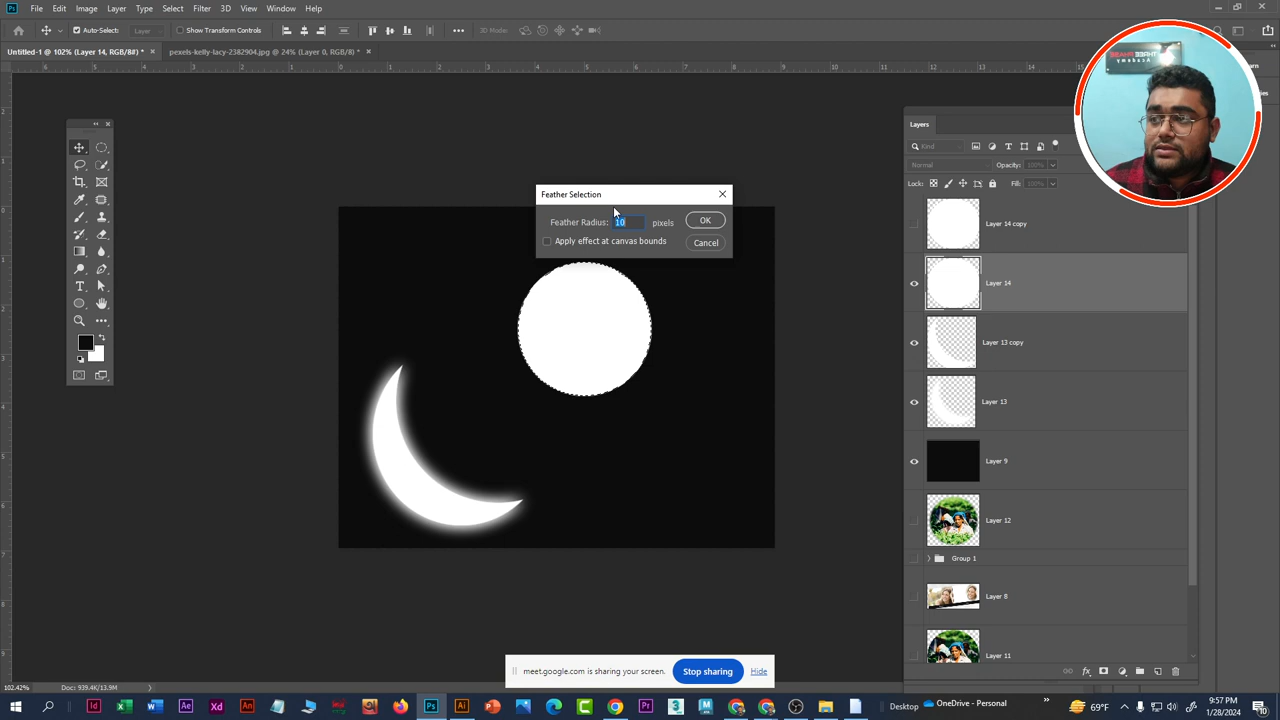 File Edit Image Layer Type Select Filter 3D View Window Help
Auto-Select: Layer Show Transform Controls 3D Mode:
Untitled-1 @ 102% (Layer 14, RGB/8#) * pexels-kelly-lacy-2382904.jpg @ 24% (Layer 0, RGB/8#) *
Feather Selection
Feather Radius: 10 pixels OK
Apply effect at canvas bounds Cancel
Layers
Kind
Normal Opacity: 100%
Lock: Fill: 100%
Layer 14 copy
Layer 14
Layer 13 copy
Layer 13
Layer 9
Layer 12
Group 1
Layer 8
Layer 11
meet.google.com is sharing your screen. Stop sharing Hide
102.42% Doc: 939.4K/13.9M
Desktop OneDrive - Personal 69°F 9:57 PM
1/28/2024